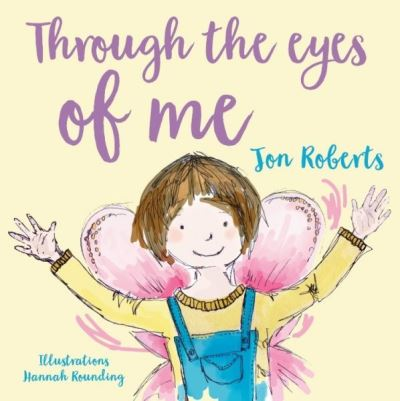 Through the eyes
of me
Jon Roberts
Illustrations
Hannah Rounding